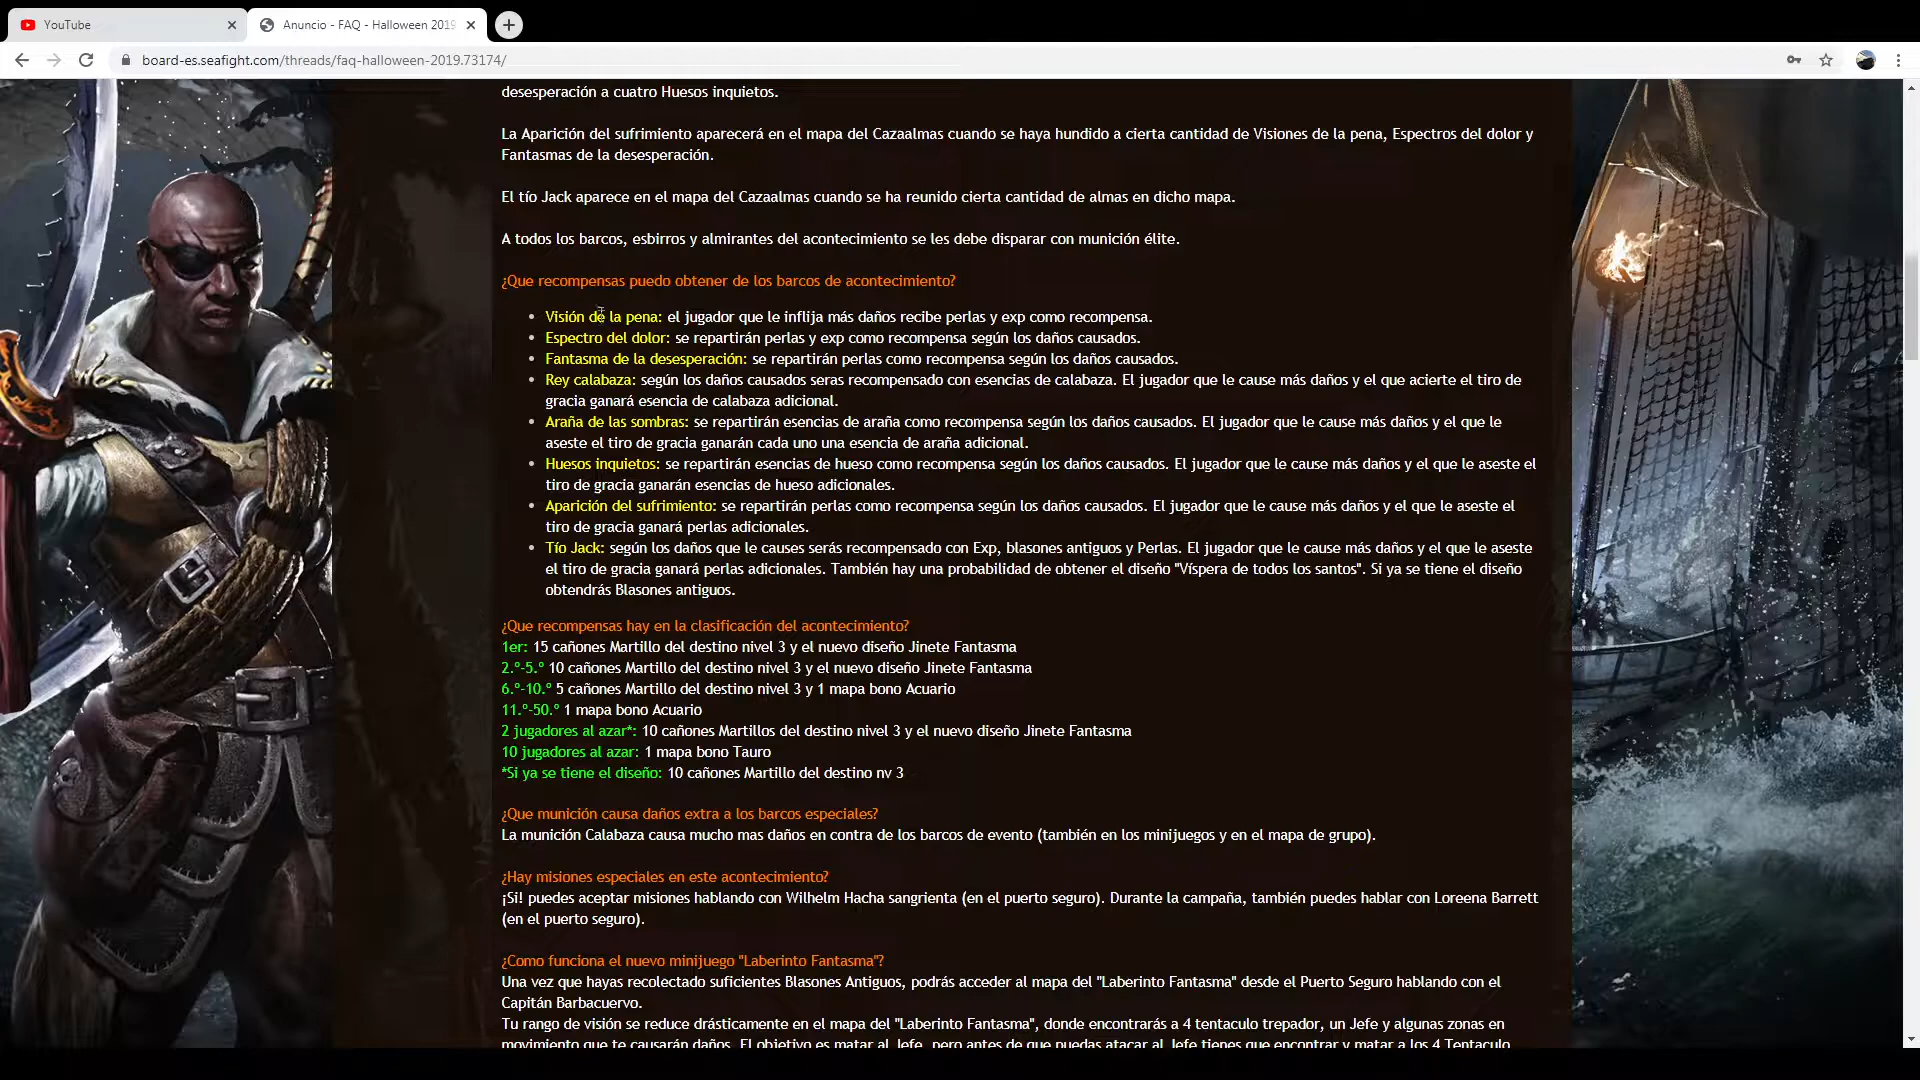 YouTube
Anuncio - FAQ - Halloween 2019
board-es.seafight.com/threads/faq-halloween-2019.73174/
desesperación a cuatro Huesos inquietos.
La Aparición del sufrimiento aparecerá en el mapa del Cazaalmas cuando se haya hundido a cierta cantidad de Visiones de la pena, Espectros del dolor y
Fantasmas de la desesperación.
El tío Jack aparece en el mapa del Cazaalmas cuando se ha reunido cierta cantidad de almas en dicho mapa.
A todos los barcos, esbirros y almirantes del acontecimiento se les debe disparar con munición élite.
¿Que recompensas puedo obtener de los barcos de acontecimiento?
• Visión de la pena: el jugador que le inflija más daños recibe perlas y exp como recompensa.
• Espectro del dolor: se repartirán perlas y exp como recompensa según los daños causados.
• Fantasma de la desesperación: se repartirán perlas como recompensa según los daños causados.
• Rey calabaza: según los daños causados seras recompensado con esencias de calabaza. El jugador que le cause más daños y el que acierte el tiro de
gracia ganará esencia de calabaza adicional.
• Araña de las sombras: se repartirán esencias de araña como recompensa según los daños causados. El jugador que le cause más daños y el que le
aseste el tiro de gracia ganarán cada uno una esencia de araña adicional.
• Huesos inquietos: se repartirán esencias de hueso como recompensa según los daños causados. El jugador que le cause más daños y el que le aseste el
tiro de gracia ganarán esencias de hueso adicionales.
• Aparición del sufrimiento: se repartirán perlas como recompensa según los daños causados. El jugador que le cause más daños y el que le aseste el
tiro de gracia ganará perlas adicionales.
• Tío Jack: según los daños que le causes serás recompensado con Exp, blasones antiguos y Perlas. El jugador que le cause más daños y el que le aseste
el tiro de gracia ganará perlas adicionales. También hay una probabilidad de obtener el diseño "Víspera de todos los santos". Si ya se tiene el diseño
obtendrás Blasones antiguos.
¿Que recompensas hay en la clasificación del acontecimiento?
1er: 15 cañones Martillo del destino nivel 3 y el nuevo diseño Jinete Fantasma
2.º-5.º 10 cañones Martillo del destino nivel 3 y el nuevo diseño Jinete Fantasma
6.º-10.º 5 cañones Martillo del destino nivel 3 y 1 mapa bono Acuario
11.º-50.º 1 mapa bono Acuario
2 jugadores al azar*: 10 cañones Martillos del destino nivel 3 y el nuevo diseño Jinete Fantasma
10 jugadores al azar: 1 mapa bono Tauro
*Si ya se tiene el diseño: 10 cañones Martillo del destino nv 3
¿Que munición causa daños extra a los barcos especiales?
La munición Calabaza causa mucho mas daños en contra de los barcos de evento (también en los minijuegos y en el mapa de grupo).
¿Hay misiones especiales en este acontecimiento?
¡Si! puedes aceptar misiones hablando con Wilhelm Hacha sangrienta (en el puerto seguro). Durante la campaña, también puedes hablar con Loreena Barrett
(en el puerto seguro).
¿Como funciona el nuevo minijuego "Laberinto Fantasma"?
Una vez que hayas recolectado suficientes Blasones Antiguos, podrás acceder al mapa del "Laberinto Fantasma" desde el Puerto Seguro hablando con el
Capitán Barbacuervo.
Tu rango de visión se reduce drásticamente en el mapa del "Laberinto Fantasma", donde encontrarás a 4 tentaculo trepador, un Jefe y algunas zonas en
movimiento que te causarán daños. El objetivo es matar al Jefe, pero antes de que puedas atacar al Jefe tienes que encontrar y matar a los 4 Tentaculo